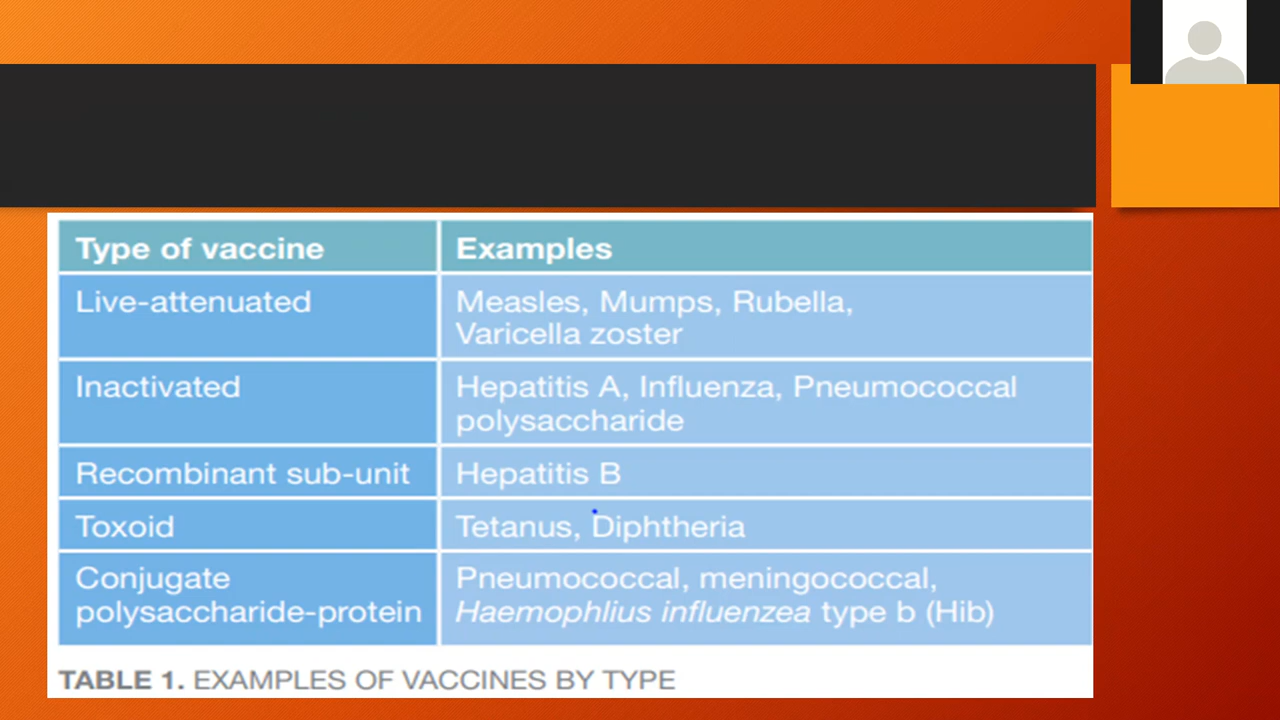 Type of vaccine Examples
Live-attenuated Measles, Mumps, Rubella,
Varicella zoster
Inactivated Hepatitis A, Influenza, Pneumococcal
polysaccharide
Recombinant sub-unit Hepatitis B
Toxoid Tetanus, Diphtheria
Conjugate Pneumococcal, meningococcal,
polysaccharide-protein Haemophlius influenzea type b (Hib)
TABLE 1. EXAMPLES OF VACCINES BY TYPE